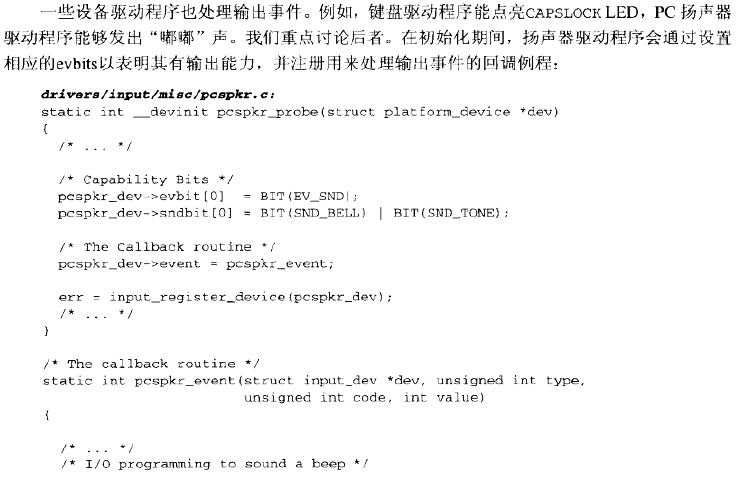 一些设备驱动程序也处理输出事件。例如，键盘驱动程序能点亮CAPSLOCK LED，PC 扬声器
驱动程序能够发出“嘟嘟”声。我们重点讨论后者。在初始化期间，扬声器驱动程序会通过设置
相应的evbits以表明其有输出能力，并注册用来处理输出事件的回调例程：
drivers/input/misc/pcspkr.c:
static int __devinit pcspkr_probe(struct platform_device *dev)
{
/* ... */
/* Capability Bits */
pcspkr_dev->evbit[0] = BIT(EV_SND);
pcspkr_dev->sndbit[0] = BIT(SND_BELL) | BIT(SND_TONE);
/* The Callback routine */
pcspkr_dev->event = pcspkr_event;
err = input_register_device(pcspkr_dev);
/* ... */
}
/* The callback routine */
static int pcspkr_event(struct input_dev *dev, unsigned int type,
unsigned int code, int value)
{
/* ... */
/* I/O programming to sound a beep */